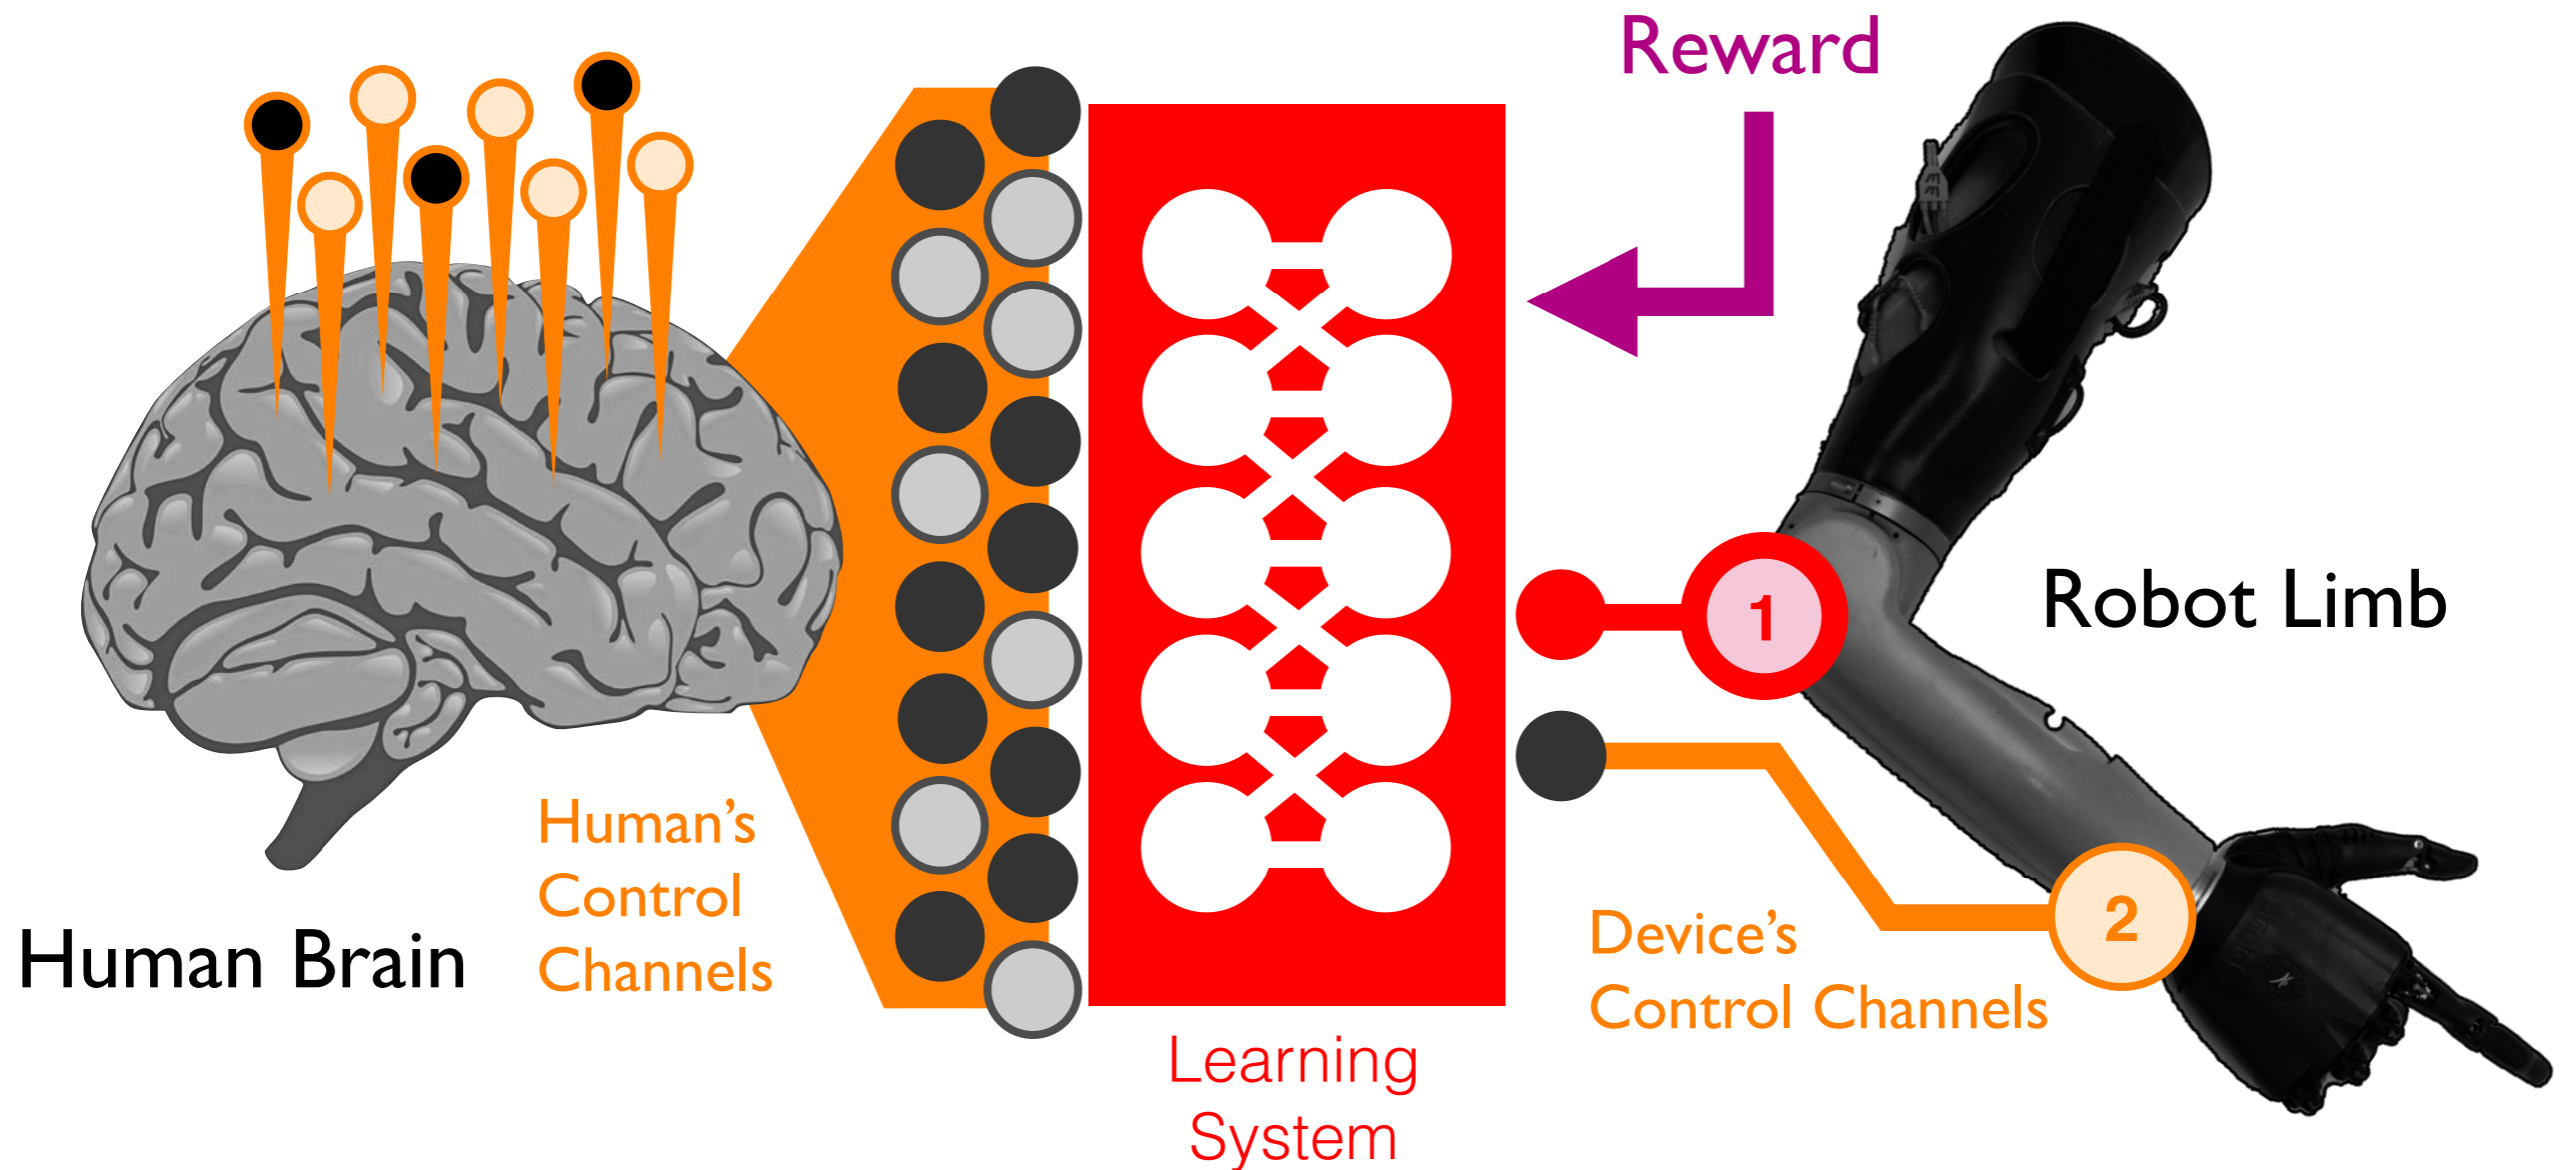 Reward
1
Robot Limb
Human's
Control
Channels
Human Brain
2
Device's
Control Channels
Learning
System